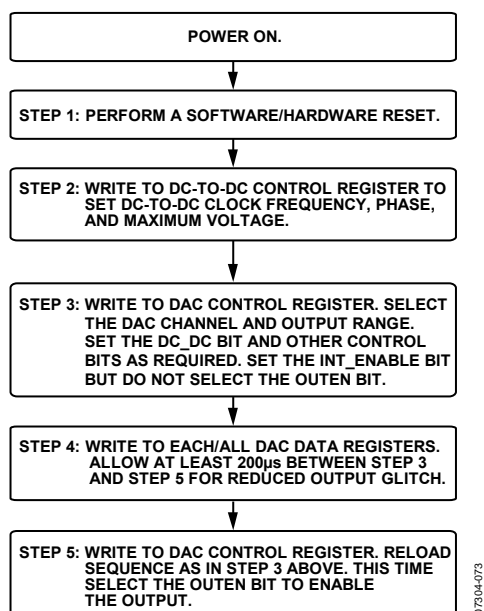 POWER ON.
STEP 1: PERFORM A SOFTWARE/HARDWARE RESET.
STEP 2: WRITE TO DC-TO-DC CONTROL REGISTER TO
SET DC-TO-DC CLOCK FREQUENCY, PHASE,
AND MAXIMUM VOLTAGE.
STEP 3: WRITE TO DAC CONTROL REGISTER. SELECT
THE DAC CHANNEL AND OUTPUT RANGE.
SET THE DC_DC BIT AND OTHER CONTROL
BITS AS REQUIRED. SET THE INT_ENABLE BIT
BUT DO NOT SELECT THE OUTEN BIT.
STEP 4: WRITE TO EACH/ALL DAC DATA REGISTERS.
ALLOW AT LEAST 200µs BETWEEN STEP 3
AND STEP 5 FOR REDUCED OUTPUT GLITCH.
STEP 5: WRITE TO DAC CONTROL REGISTER. RELOAD
SEQUENCE AS IN STEP 3 ABOVE. THIS TIME
SELECT THE OUTEN BIT TO ENABLE
THE OUTPUT.
07304-073